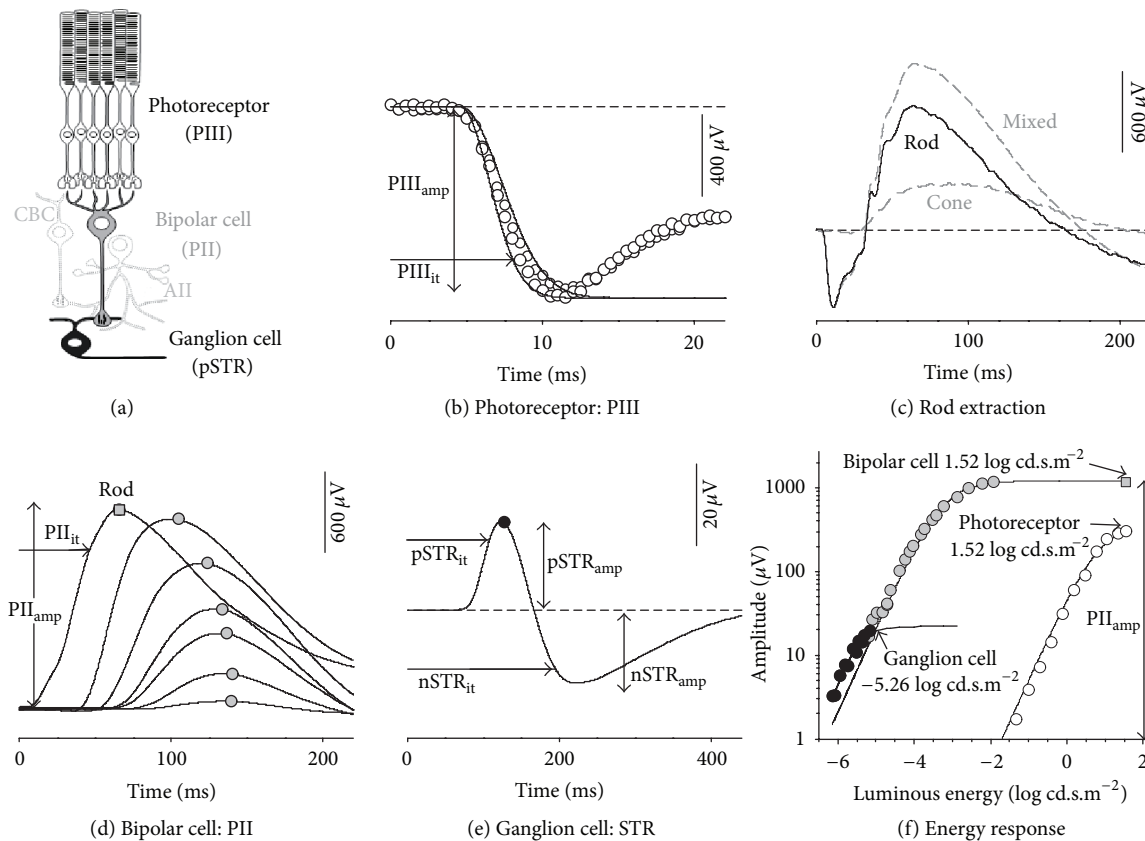 Photoreceptor
(PIII)
CBC
Bipolar cell
(PII)
AII
Ganglion cell
(pSTR)
(a)
PIII_amp
PIII_it
400 μV
0 10 20
Time (ms)
(b) Photoreceptor: PIII
Mixed
Rod
Cone
600 μV
0 100 200
Time (ms)
(c) Rod extraction
Rod
PII_it
PII_amp
600 μV
0 100 200
Time (ms)
(d) Bipolar cell: PII
20 μV
pSTR_it
pSTR_amp
nSTR_it
nSTR_amp
0 200 400
Time (ms)
(e) Ganglion cell: STR
Bipolar cell 1.52 log cd.s.m⁻²
Photoreceptor
1.52 log cd.s.m⁻²
PII_amp
Ganglion cell
−5.26 log cd.s.m⁻²
Amplitude (μV)
1000
100
10
1
−6 −4 −2 0 2
Luminous energy (log cd.s.m⁻²)
(f) Energy response